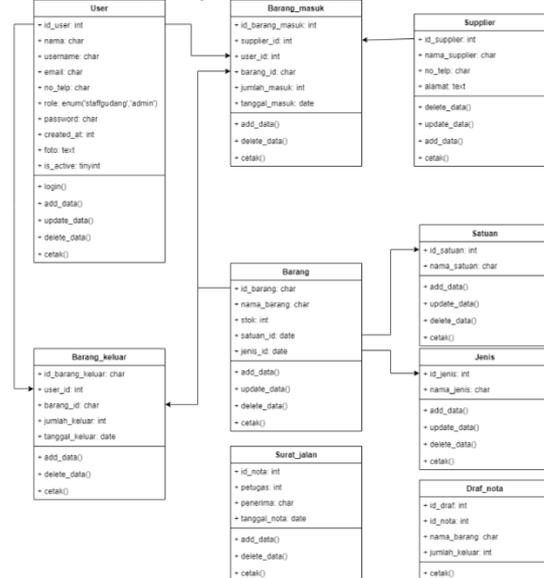 User
+ id_user: int
+ nama: char
+ username: char
+ email: char
+ no_telp: char
+ role: enum('staffgudang','admin')
+ password: char
+ created_at: int
+ foto: text
+ is_active: tinyint
+ login()
+ add_data()
+ update_data()
+ delete_data()
+ cetak()
Barang_masuk
+ id_barang_masuk: int
+ supplier_id: int
+ user_id: int
+ barang_id: char
+ jumlah_masuk: int
+ tanggal_masuk: date
+ add_data()
+ delete_data()
+ cetak()
Supplier
+ id_supplier: int
+ nama_supplier: char
+ no_telp: char
+ alamat: text
+ delete_data()
+ update_data()
+ add_data()
+ cetak()
Barang
+ id_barang: char
+ nama_barang: char
+ stok: int
+ satuan_id: date
+ jenis_id: date
+ add_data()
+ update_data()
+ delete_data()
+ cetak()
Satuan
+ id_satuan: int
+ nama_satuan: char
+ add_data()
+ update_data()
+ delete_data()
+ cetak()
Barang_keluar
+ id_barang_keluar: char
+ user_id: int
+ barang_id: char
+ jumlah_keluar: int
+ tanggal_keluar: date
+ add_data()
+ delete_data()
+ cetak()
Jenis
+ id_jenis: int
+ nama_jenis: char
+ add_data()
+ update_data()
+ delete_data()
+ cetak()
Surat_jalan
+ id_nota: int
+ petugas: int
+ penerima: char
+ tanggal_nota: date
+ add_data()
+ delete_data()
+ cetak()
Draf_nota
+ id_draf: int
+ id_nota: int
+ nama_barang: char
+ jumlah_keluar: int
+ cetak()